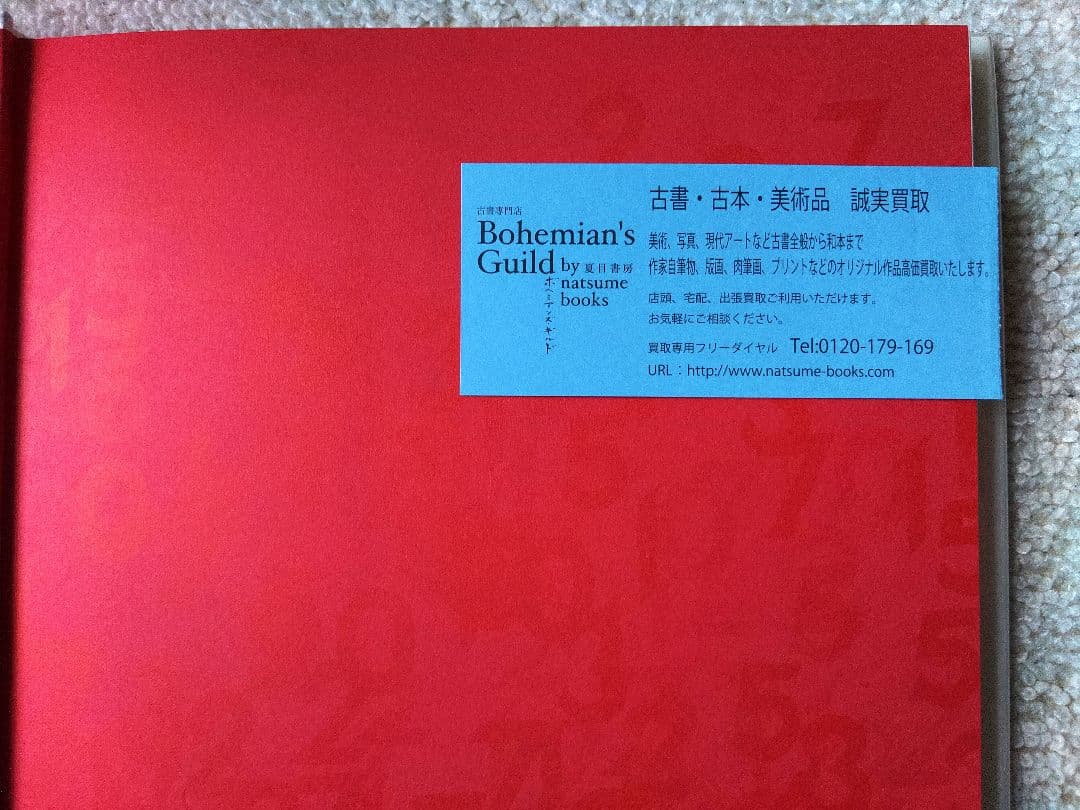 古書専門店
Bohemian's
Guild by 夏目書房
natsume
books
ボヘミアンズ・ギルド
古書・古本・美術品　誠実買取
美術、写真、現代アートなど古書全般から和本まで
作家自筆物、版画、肉筆画、プリントなどのオリジナル作品高価買取いたします。
店頭、宅配、出張買取ご利用いただけます。
お気軽にご相談ください。
買取専用フリーダイヤル　Tel:0120-179-169
URL：http://www.natsume-books.com